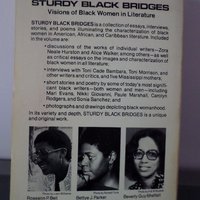 STURDY BLACK BRIDGES
Visions of Black Women in Literature
STURDY BLACK BRIDGES is a collection of essays, interviews,
stories, and poems illuminating the characterization of black
women in American, African, and Caribbean literature. Included
in the volume are:
• discussions of the work of individual writers—Zora
Neale Hurston and Alice Walker, among others—as well
as critical essays on the images and characterization of
black women in all literature.
• interviews with Toni Cade Bambara, Toni Morrison, and
other writers and critics, and five Mississippi mothers,
• short stories and poetry by some of today's most signifi-
cant black writers—both women and men—including
Mari Evans, Nikki Giovanni, Paule Marshall, Carolyn
Rodgers, and Sonia Sanchez; and
• photographs and drawings depicting black womanhood.
In its variety and depth, STURDY BLACK BRIDGES is a unique
and original work.
Roseann P. Bell
Bettye J. Parker
Beverly Guy-Sheftall